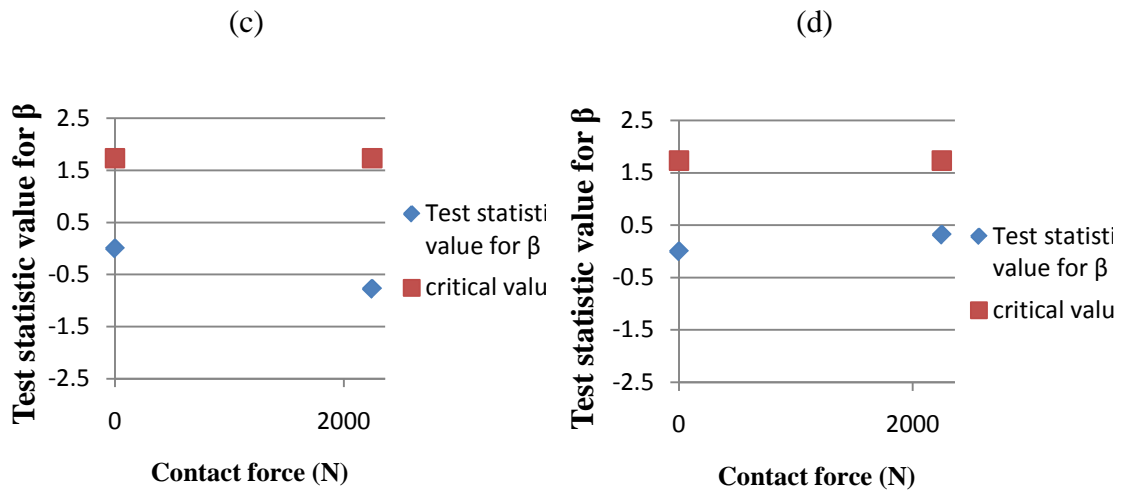 (c)
(d)
Test statistic value for β
2.5
1.5
0.5
-0.5
-1.5
-2.5
0
2000
Contact force (N)
Test statisti
value for β
critical valu
Test statistic value for β
2.5
1.5
0.5
-0.5
-1.5
-2.5
0
2000
Contact force (N)
Test statisti
value for β
critical valu